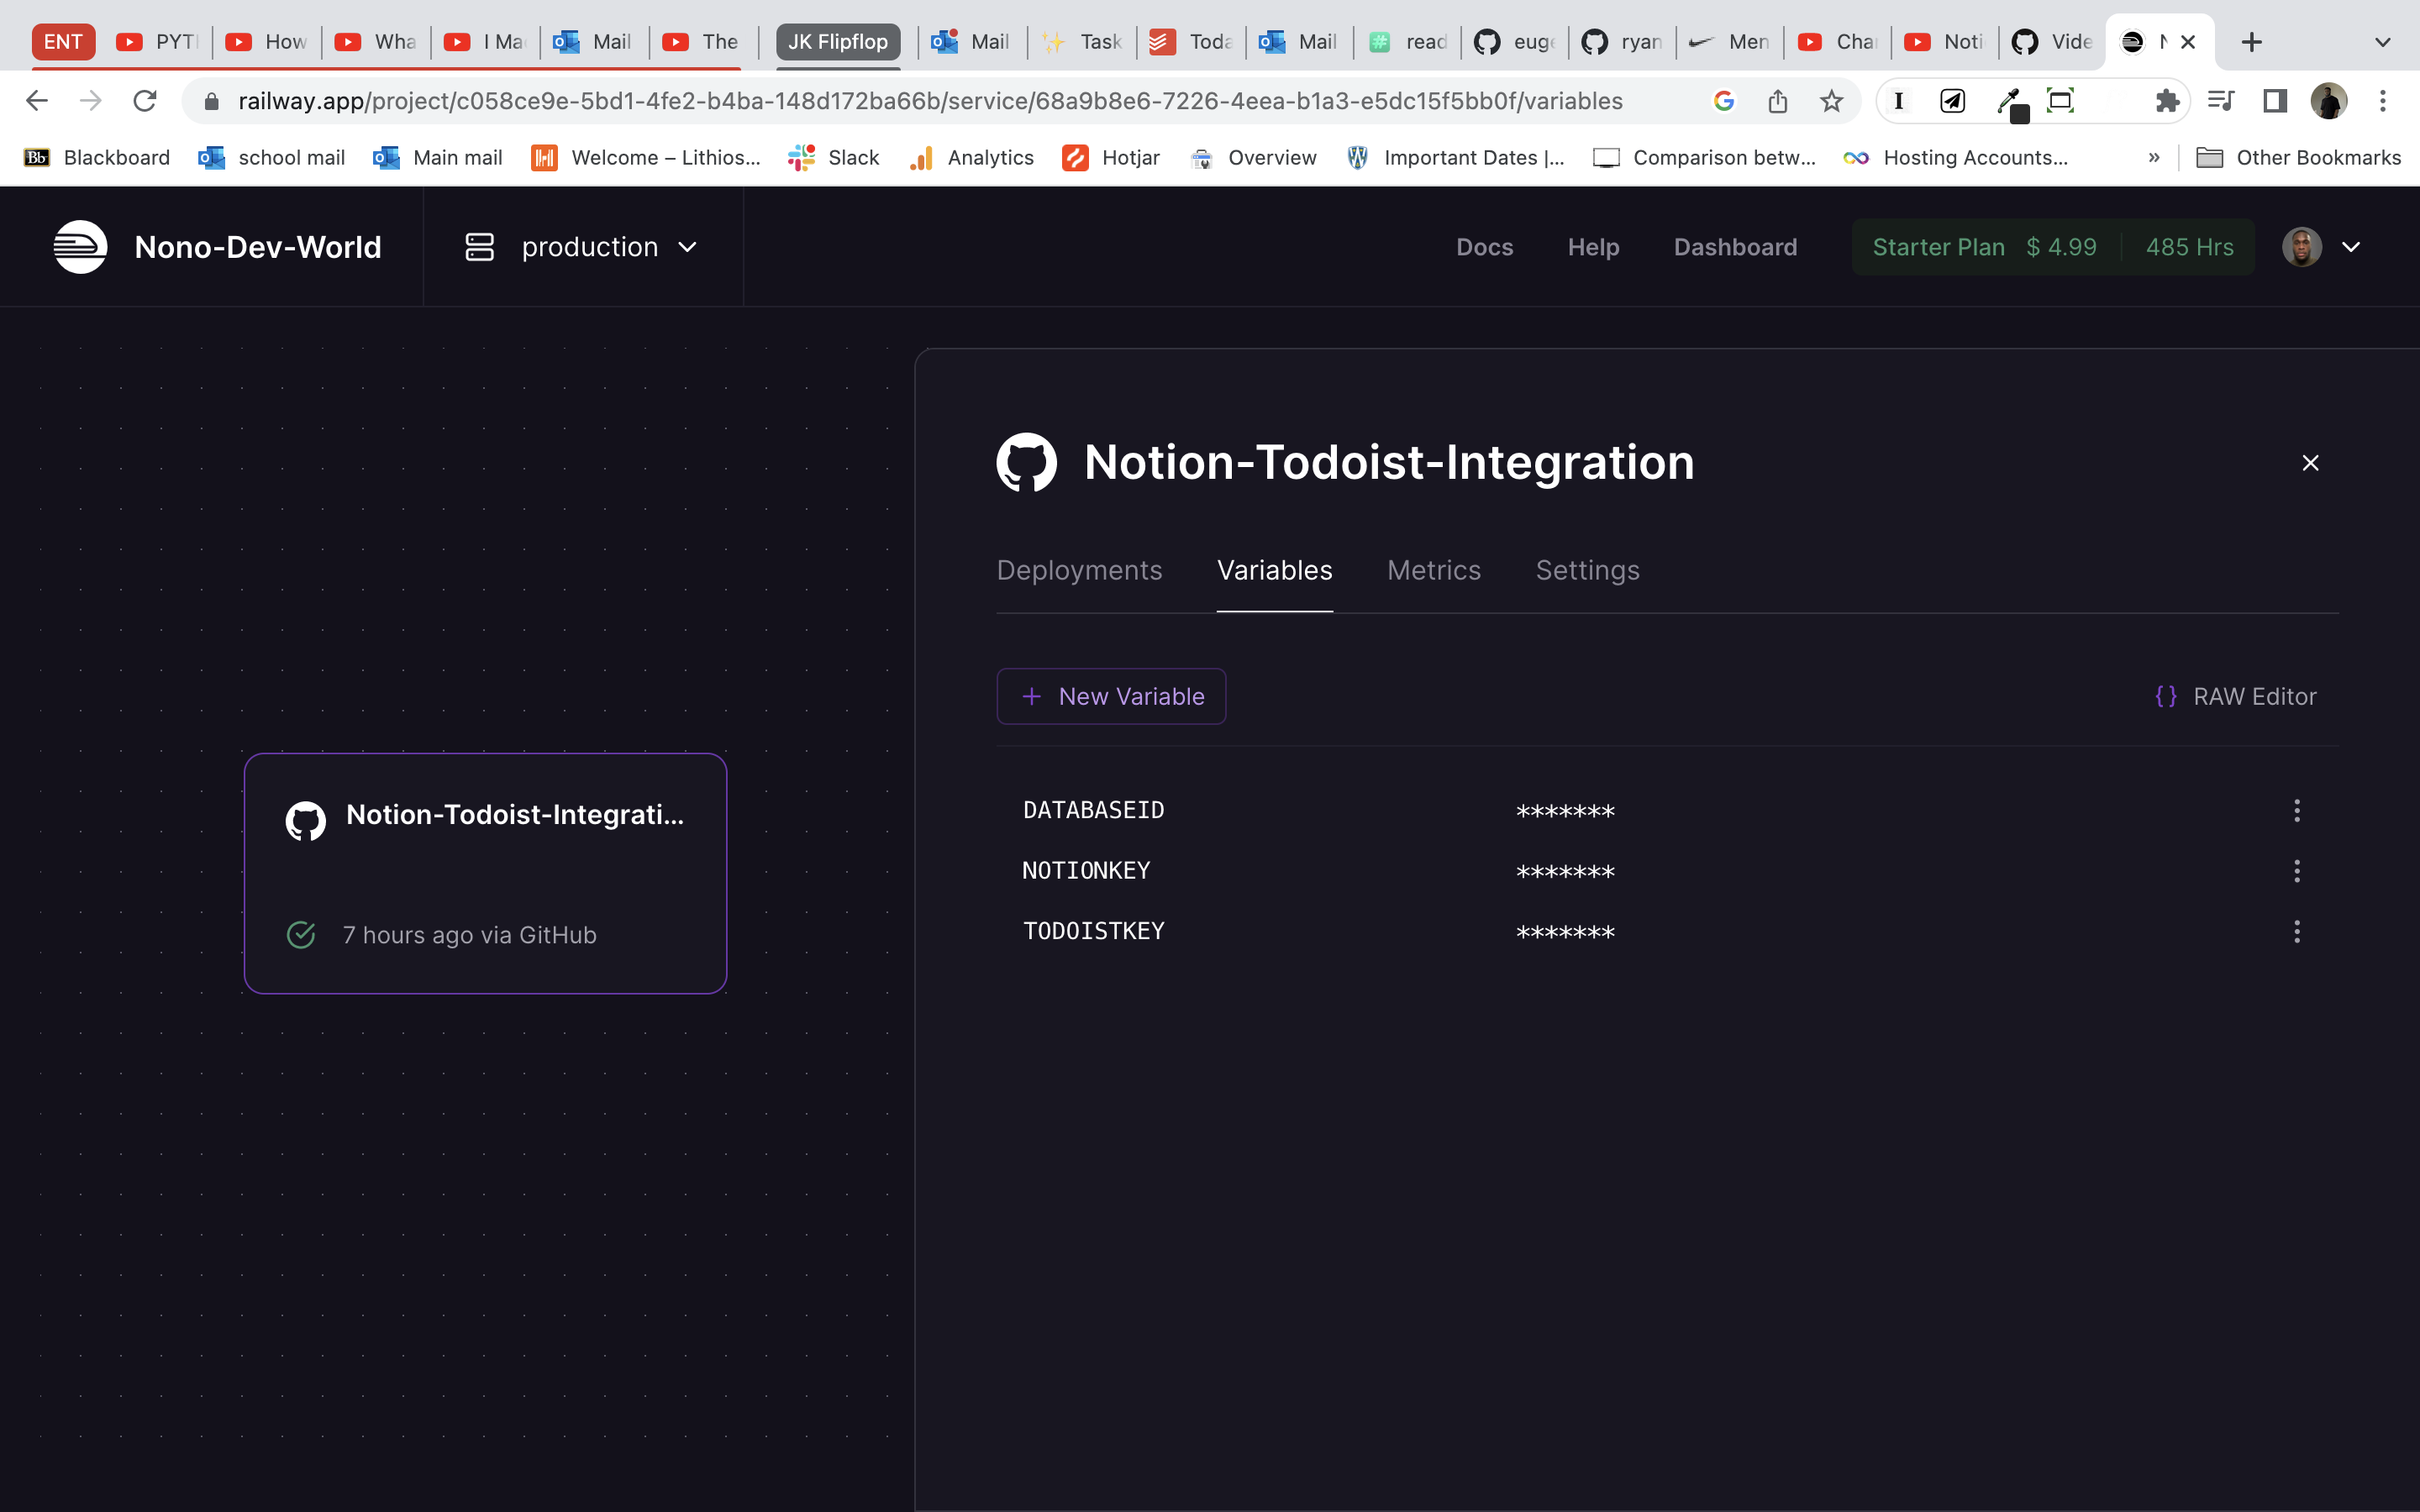 ENT PYTI How Wha I Ma Mail The JK Flipflop Mail Task Toda Mail read euge ryan Men Char Noti Vide N
railway.app/project/c058ce9e-5bd1-4fe2-b4ba-148d172ba66b/service/68a9b8e6-7226-4eea-b1a3-e5dc15f5bb0f/variables
Bb Blackboard school mail Main mail Welcome – Lithios... Slack Analytics Hotjar Overview Important Dates |... Comparison betw... Hosting Accounts... » Other Bookmarks
Nono-Dev-World production Docs Help Dashboard Starter Plan $ 4.99 485 Hrs
Notion-Todoist-Integration
Deployments Variables Metrics Settings
+ New Variable {} RAW Editor
Notion-Todoist-Integrati...
7 hours ago via GitHub
DATABASEID *******
NOTIONKEY *******
TODOISTKEY *******